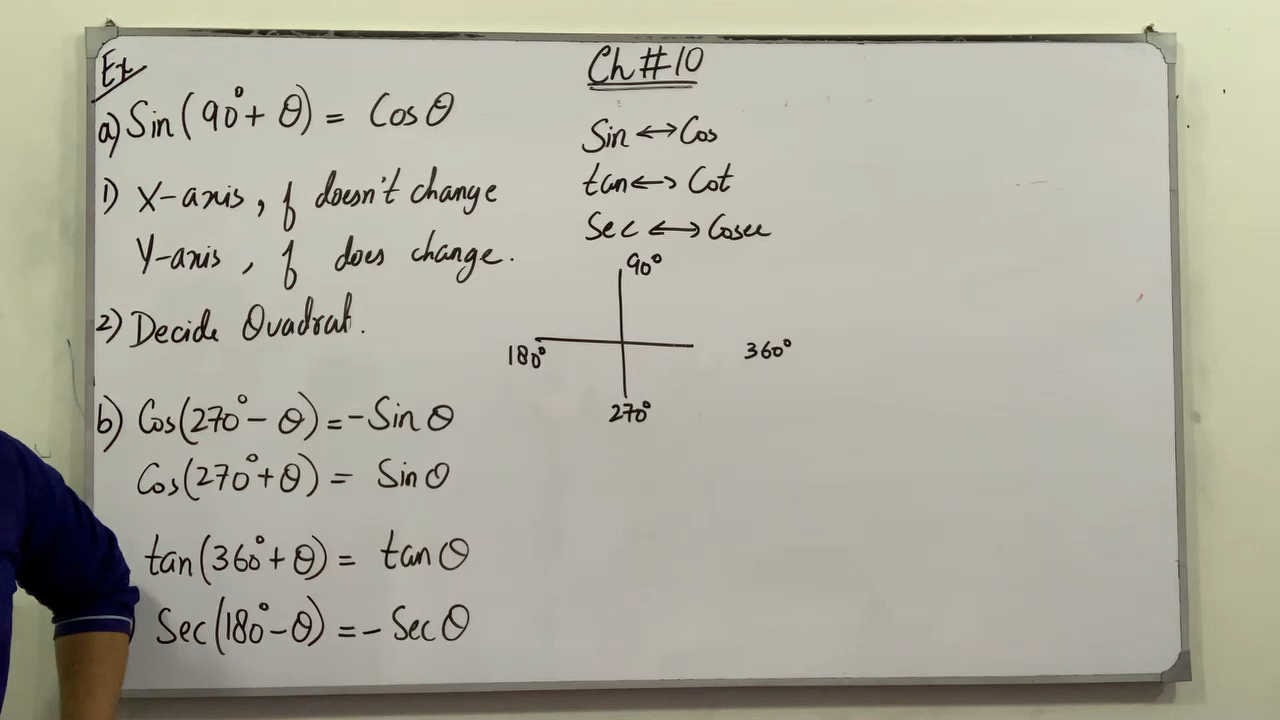 Ex
a) Sin(90°+ θ) = Cosθ
1) X-axis, f doesn't change
Y-axis, f does change.
2) Decide Quadrat.
b) Cos(270°- θ) = -Sinθ
Cos(270°+θ) = Sinθ
tan(360°+θ) = tanθ
Sec(180°-θ) = - Secθ
Ch#10
Sin ↔ Cos
tan ↔ Cot
Sec ↔ Cosec
90°
180°
360°
270°